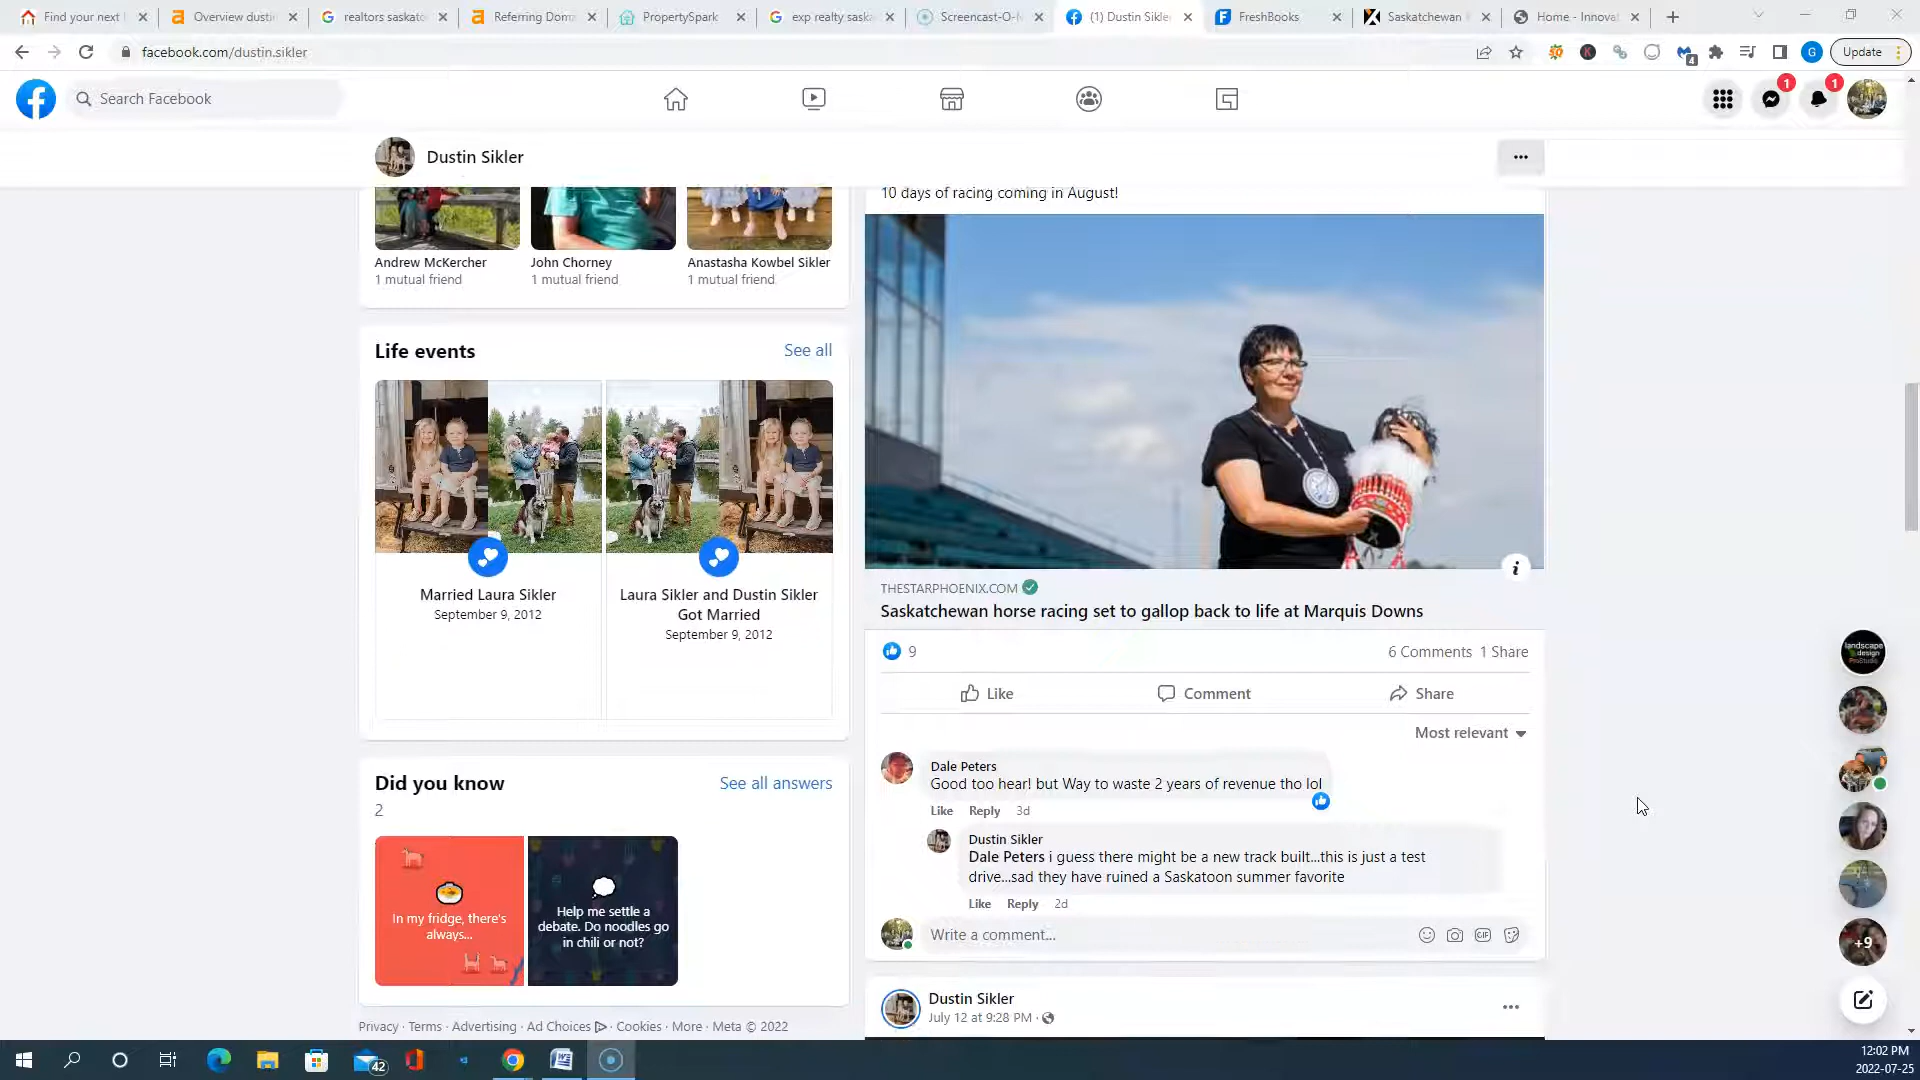 Find your next
Overview dusti
realtors saskato
Referring Dom
PropertySpark
exp realty sask
Screencast-O-M
(1) Dustin Sikle
FreshBooks
Saskatchewan
Home - Innova
facebook.com/dustin.sikler
4
G
Update
Search Facebook
1
1
Dustin Sikler
10 days of racing coming in August!
Andrew McKercher
John Chorney
Anastasha Kowbel Sikler
1 mutual friend
1 mutual friend
1 mutual friend
Life events
See all
Married Laura Sikler
September 9, 2012
Laura Sikler and Dustin Sikler
Got Married
September 9, 2012
THESTARPHOENIX.COM
Saskatchewan horse racing set to gallop back to life at Marquis Downs
9
6 Comments 1 Share
Like
Comment
Share
Most relevant
Dale Peters
Good too hear! but Way to waste 2 years of revenue tho lol
Like Reply 3d
Dustin Sikler
Dale Peters i guess there might be a new track built...this is just a test
drive...sad they have ruined a Saskatoon summer favorite
Like Reply 2d
Write a comment...
GIF
Did you know
See all answers
2
In my fridge, there's
always...
Help me settle a
debate. Do noodles go
in chili or not?
Privacy · Terms · Advertising · Ad Choices · Cookies · More · Meta © 2022
Dustin Sikler
July 12 at 9:28 PM ·
landscape
design
+9
42
12:02 PM
2022-07-25